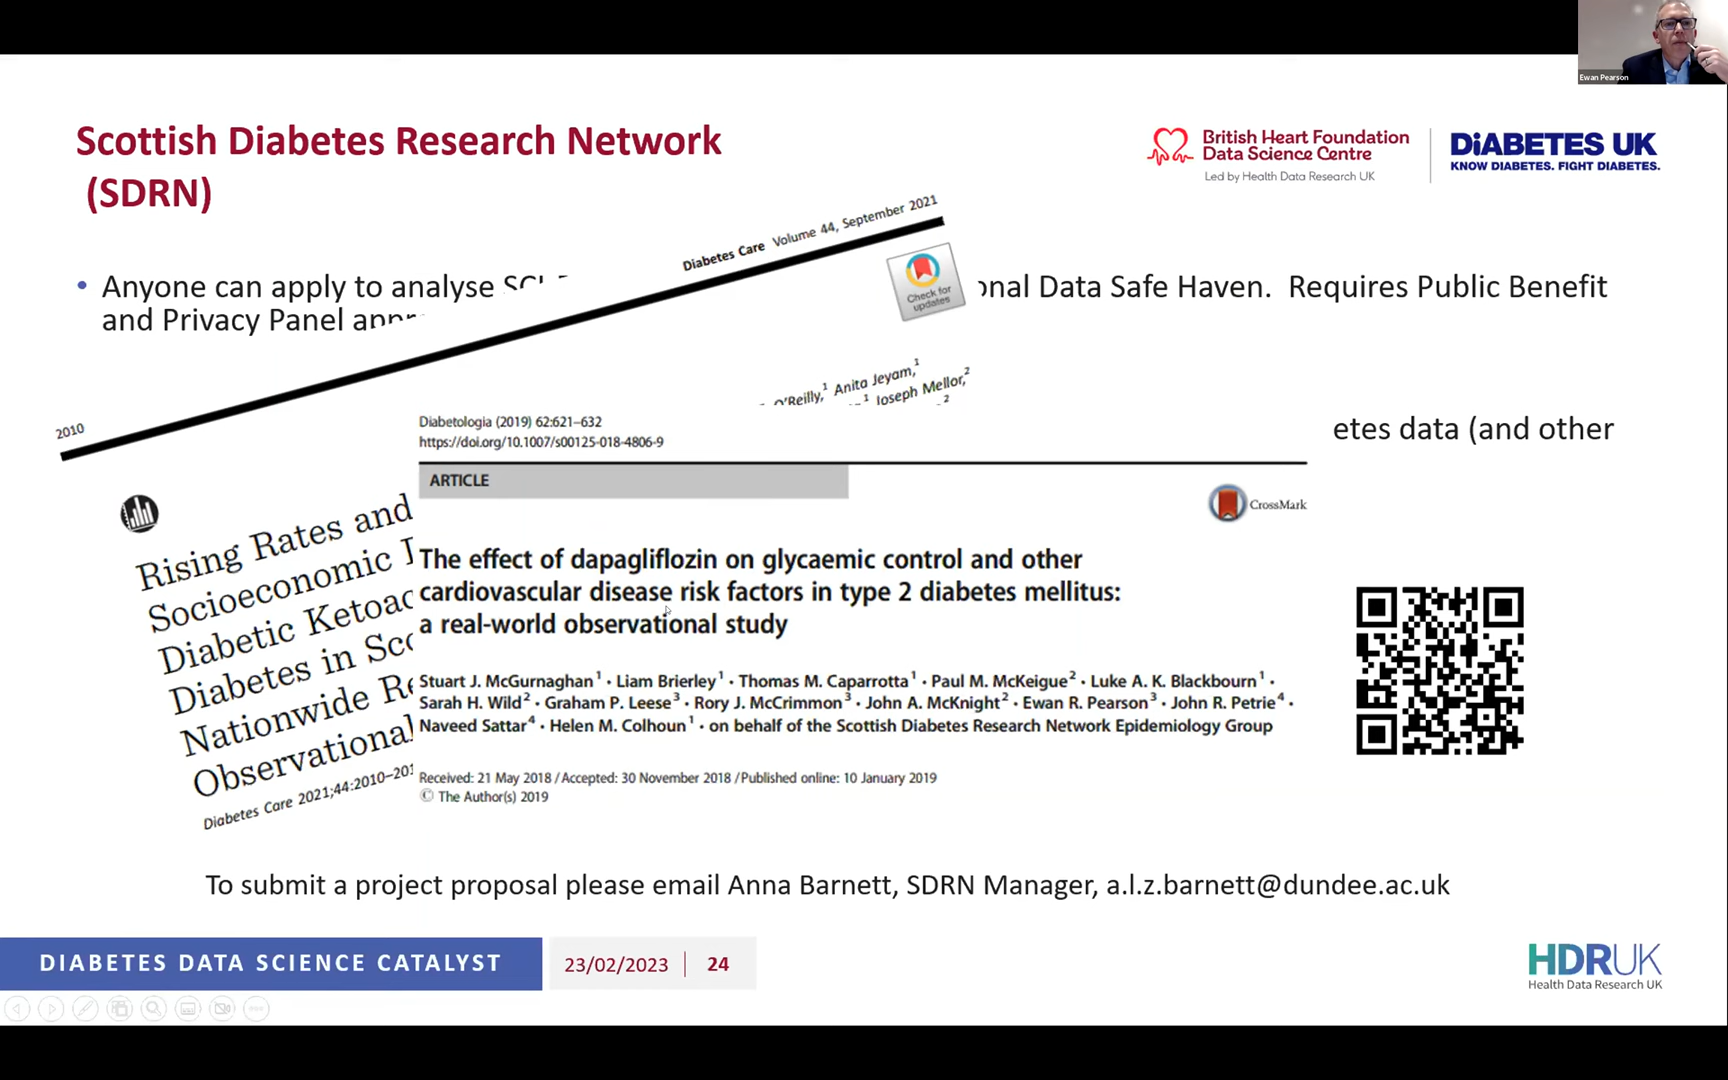 Ewan Pearson
Scottish Diabetes Research Network
(SDRN)
British Heart Foundation
Data Science Centre
Led by Health Data Research UK
DiABETES UK
KNOW DIABETES. FIGHT DIABETES.
Diabetes Care Volume 44, September 2021
Check for
updates
• Anyone can apply to analyse
Data Safe Haven. Requires Public Benefit
and Privacy Panel
2010
O'Reilly,1 Anita Jeyam,1
1 Joseph Mellor,2
2
etes data (and other
Rising Rates and
Socioeconomic
Diabetic
Diabetes in
Nationwide
Observational
Diabetes Care 2021;44:2010–201
Diabetologia (2019) 62:621–632
https://doi.org/10.1007/s00125-018-4806-9
ARTICLE
CrossMark
The effect of dapagliflozin on glycaemic control and other
cardiovascular disease risk factors in type 2 diabetes mellitus:
a real-world observational study
Stuart J. McGurnaghan1 · Liam Brierley1 · Thomas M. Caparrotta1 · Paul M. McKeigue2 · Luke A. K. Blackbourn1 ·
Sarah H. Wild2 · Graham P. Leese3 · Rory J. McCrimmon3 · John A. McKnight2 · Ewan R. Pearson3 · John R. Petrie4 ·
Naveed Sattar4 · Helen M. Colhoun1 · on behalf of the Scottish Diabetes Research Network Epidemiology Group
Received: 21 May 2018 / Accepted: 30 November 2018 / Published online: 10 January 2019
© The Author(s) 2019
To submit a project proposal please email Anna Barnett, SDRN Manager, a.l.z.barnett@dundee.ac.uk
DIABETES DATA SCIENCE CATALYST
23/02/2023 | 24
HDRUK
Health Data Research UK